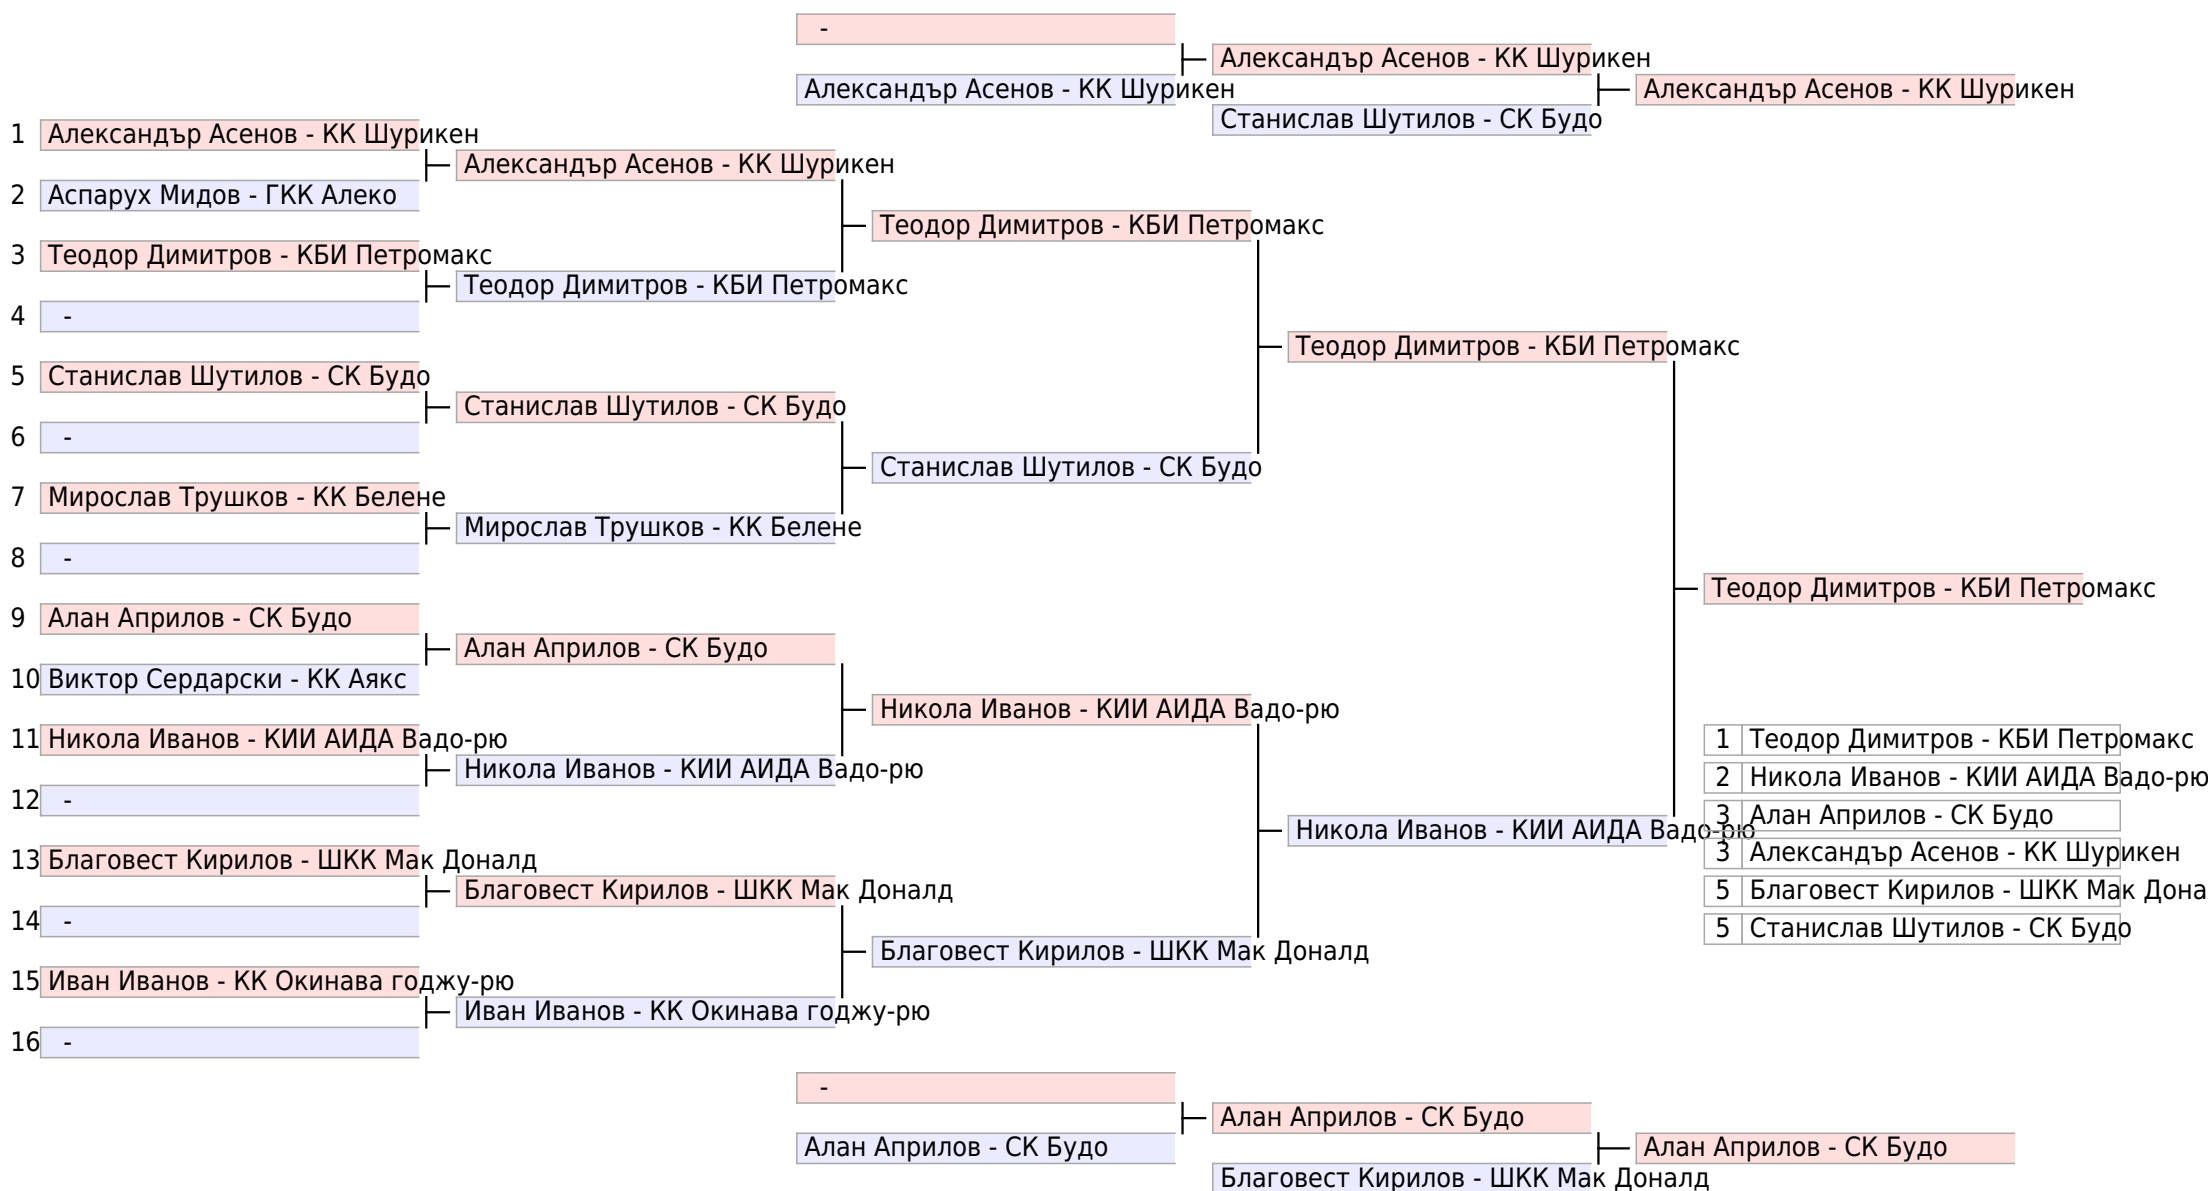 -
Александър Асенов - КК Шурикен
Александър Асенов - КК Шурикен
Александър Асенов - КК Шурикен
Станислав Шутилов - СК Будо
1 Александър Асенов - КК Шурикен
Александър Асенов - КК Шурикен
2 Аспарух Мидов - ГКК Алеко
Теодор Димитров - КБИ Петромакс
3 Теодор Димитров - КБИ Петромакс
Теодор Димитров - КБИ Петромакс
4 -
Теодор Димитров - КБИ Петромакс
5 Станислав Шутилов - СК Будо
Станислав Шутилов - СК Будо
6 -
Станислав Шутилов - СК Будо
7 Мирослав Трушков - КК Белене
Мирослав Трушков - КК Белене
8 -
Теодор Димитров - КБИ Петромакс
9 Алан Априлов - СК Будо
Алан Априлов - СК Будо
10 Виктор Сердарски - КК Аякс
Никола Иванов - КИИ АИДА Вадо-рю
11 Никола Иванов - КИИ АИДА Вадо-рю
Никола Иванов - КИИ АИДА Вадо-рю
12 -
Никола Иванов - КИИ АИДА Вадо-рю
13 Благовест Кирилов - ШКК Мак Доналд
Благовест Кирилов - ШКК Мак Доналд
14 -
Благовест Кирилов - ШКК Мак Доналд
15 Иван Иванов - КК Окинава годжу-рю
Иван Иванов - КК Окинава годжу-рю
16 -
1 Теодор Димитров - КБИ Петромакс
2 Никола Иванов - КИИ АИДА Вадо-рю
3 Алан Априлов - СК Будо
3 Александър Асенов - КК Шурикен
5 Благовест Кирилов - ШКК Мак Дона
5 Станислав Шутилов - СК Будо
-
Алан Априлов - СК Будо
Алан Априлов - СК Будо
Алан Априлов - СК Будо
Благовест Кирилов - ШКК Мак Доналд